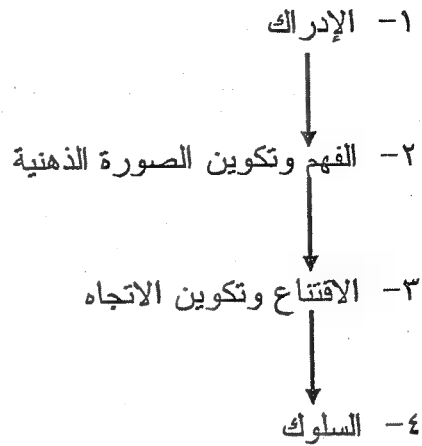 ١- الإدراك
٢- الفهم وتكوين الصورة الذهنية
٣- الاقتناع وتكوين الاتجاه
٤- السلوك